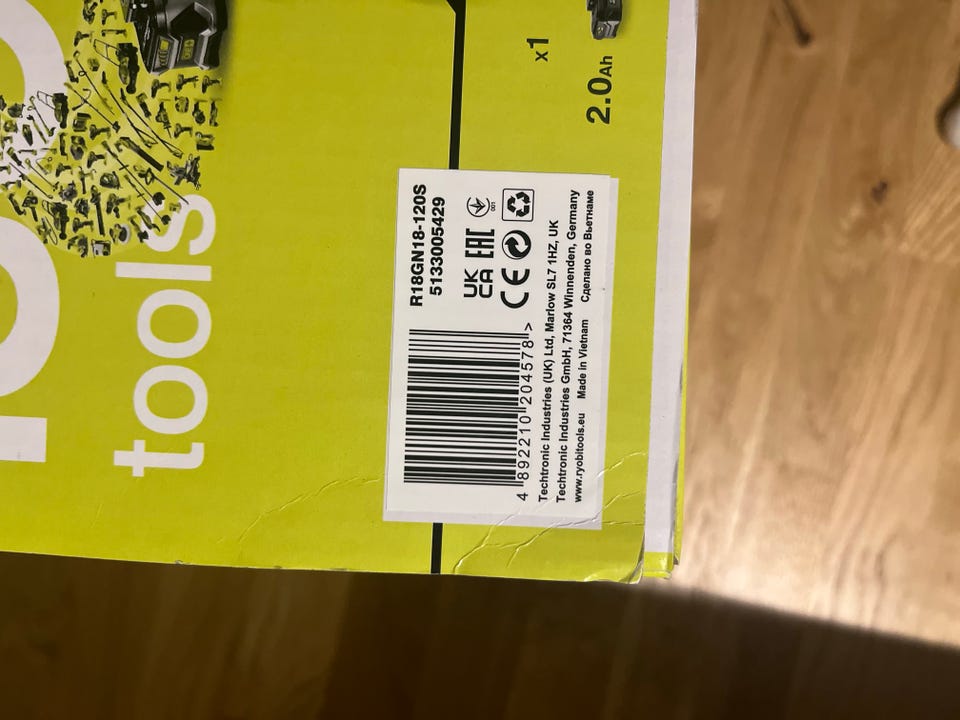 tools
x1
2.0Ah
R18GN18-120S
5133005429
UK
CA
EAC
001
CE
4 892210 204578 >
Techtronic Industries (UK) Ltd, Marlow SL7 1HZ, UK
Techtronic Industries GmbH, 71364 Winnenden, Germany
www.ryobitools.eu Made in Vietnam Сделано во Вьетнаме